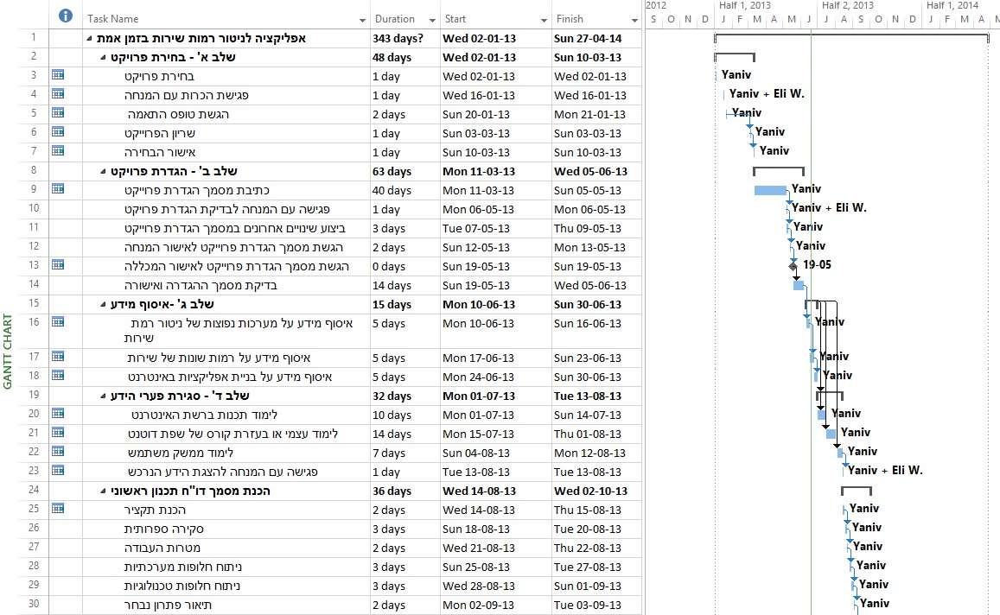 2012 Half 1, 2013 Half 2, 2013 Half 1, 2014
Task Name Duration Start Finish S O N D J F M A M J J A S O N D J F M A M
1 אפליקציה לניטור רמות שירות בזמן אמת 343 days? Wed 02-01-13 Sun 27-04-14
2 שלב א' - בחירת פרויקט 48 days Wed 02-01-13 Sun 10-03-13
3 בחירת פרויקט 1 day Wed 02-01-13 Wed 02-01-13 Yaniv
4 פגישת הכרות עם המנחה 1 day Wed 16-01-13 Wed 16-01-13 Yaniv + Eli W.
5 הגשת טופס התאמה 2 days Sun 20-01-13 Mon 21-01-13 Yaniv
6 שריון הפרוייקט 1 day Sun 03-03-13 Sun 03-03-13 Yaniv
7 אישור הבחירה 1 day Sun 10-03-13 Sun 10-03-13 Yaniv
8 שלב ב' - הגדרת פרויקט 63 days Mon 11-03-13 Wed 05-06-13
9 כתיבת מסמך הגדרת פרוייקט 40 days Mon 11-03-13 Sun 05-05-13 Yaniv
10 פגישה עם המנחה לבדיקת הגדרת פרוייקט 1 day Mon 06-05-13 Mon 06-05-13 Yaniv + Eli W.
11 ביצוע שינויים אחרונים במסמך הגדרת פרוייקט 3 days Tue 07-05-13 Thu 09-05-13 Yaniv
12 הגשת מסמך הגדרת פרוייקט לאישור המנחה 2 days Sun 12-05-13 Mon 13-05-13 Yaniv
13 הגשת מסמך הגדרת פרוייקט לאישור המכללה 0 days Sun 19-05-13 Sun 19-05-13 19-05
14 בדיקת מסמך ההגדרה ואישורה 14 days Sun 19-05-13 Wed 05-06-13
15 שלב ג' -איסוף מידע 15 days Mon 10-06-13 Sun 30-06-13
16 איסוף מידע על מערכות נפוצות של ניטור רמת 5 days Mon 10-06-13 Sun 16-06-13 Yaniv
שירות
17 איסוף מידע על רמות שונות של שירות 5 days Mon 17-06-13 Sun 23-06-13 Yaniv
18 איסוף מידע על בניית אפליקציות באינטרנט 5 days Mon 24-06-13 Sun 30-06-13 Yaniv
19 שלב ד' - סגירת פערי הידע 32 days Mon 01-07-13 Tue 13-08-13
20 לימוד תכנות ברשת האינטרנט 10 days Mon 01-07-13 Sun 14-07-13 Yaniv
21 לימוד עצמי או בעזרת קורס של שפת דוטנט 14 days Mon 15-07-13 Thu 01-08-13 Yaniv
22 לימוד ממשק משתמש 7 days Sun 04-08-13 Mon 12-08-13 Yaniv
23 פגישה עם המנחה להצגת הידע הנרכש 1 day Tue 13-08-13 Tue 13-08-13 Yaniv + Eli W.
24 הכנת מסמך דו"ח תכנון ראשוני 36 days Wed 14-08-13 Wed 02-10-13
25 הכנת תקציר 2 days Wed 14-08-13 Thu 15-08-13 Yaniv
26 סקירה ספרותית 3 days Sun 18-08-13 Tue 20-08-13 Yaniv
27 מטרות העבודה 2 days Wed 21-08-13 Thu 22-08-13 Yaniv
28 ניתוח חלופות מערכתיות 3 days Sun 25-08-13 Tue 27-08-13 Yaniv
29 ניתוח חלופות טכנולוגיות 3 days Wed 28-08-13 Sun 01-09-13 Yaniv
30 תיאור פתרון נבחר 2 days Mon 02-09-13 Tue 03-09-13 Yaniv
GANTT CHART